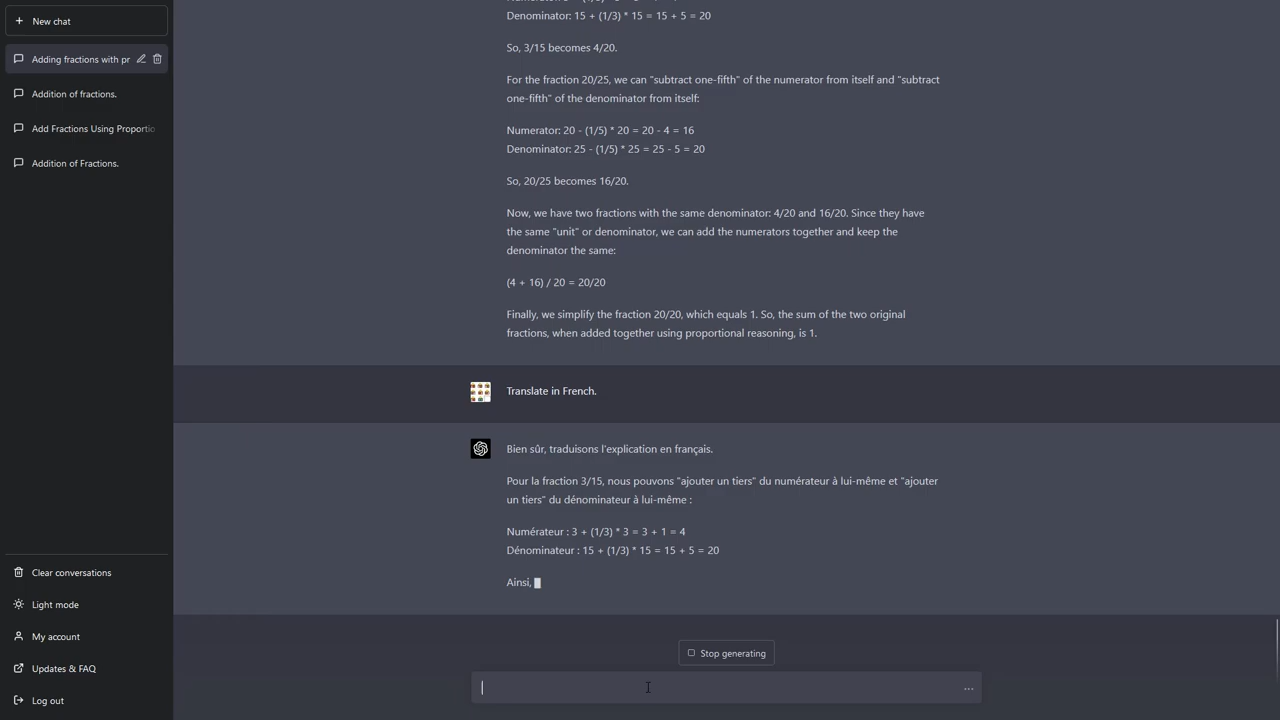 New chat
Adding fractions with pr
Addition of fractions.
Add Fractions Using Proportio
Addition of Fractions.
Clear conversations
Light mode
My account
Updates & FAQ
Log out
Denominator: 15 + (1/3) * 15 = 15 + 5 = 20
So, 3/15 becomes 4/20.
For the fraction 20/25, we can "subtract one-fifth" of the numerator from itself and "subtract
one-fifth" of the denominator from itself:
Numerator: 20 - (1/5) * 20 = 20 - 4 = 16
Denominator: 25 - (1/5) * 25 = 25 - 5 = 20
So, 20/25 becomes 16/20.
Now, we have two fractions with the same denominator: 4/20 and 16/20. Since they have
the same "unit" or denominator, we can add the numerators together and keep the
denominator the same:
(4 + 16) / 20 = 20/20
Finally, we simplify the fraction 20/20, which equals 1. So, the sum of the two original
fractions, when added together using proportional reasoning, is 1.
Translate in French.
Bien sûr, traduisons l'explication en français.
Pour la fraction 3/15, nous pouvons "ajouter un tiers" du numérateur à lui-même et "ajouter
un tiers" du dénominateur à lui-même :
Numérateur : 3 + (1/3) * 3 = 3 + 1 = 4
Dénominateur : 15 + (1/3) * 15 = 15 + 5 = 20
Ainsi,
Stop generating